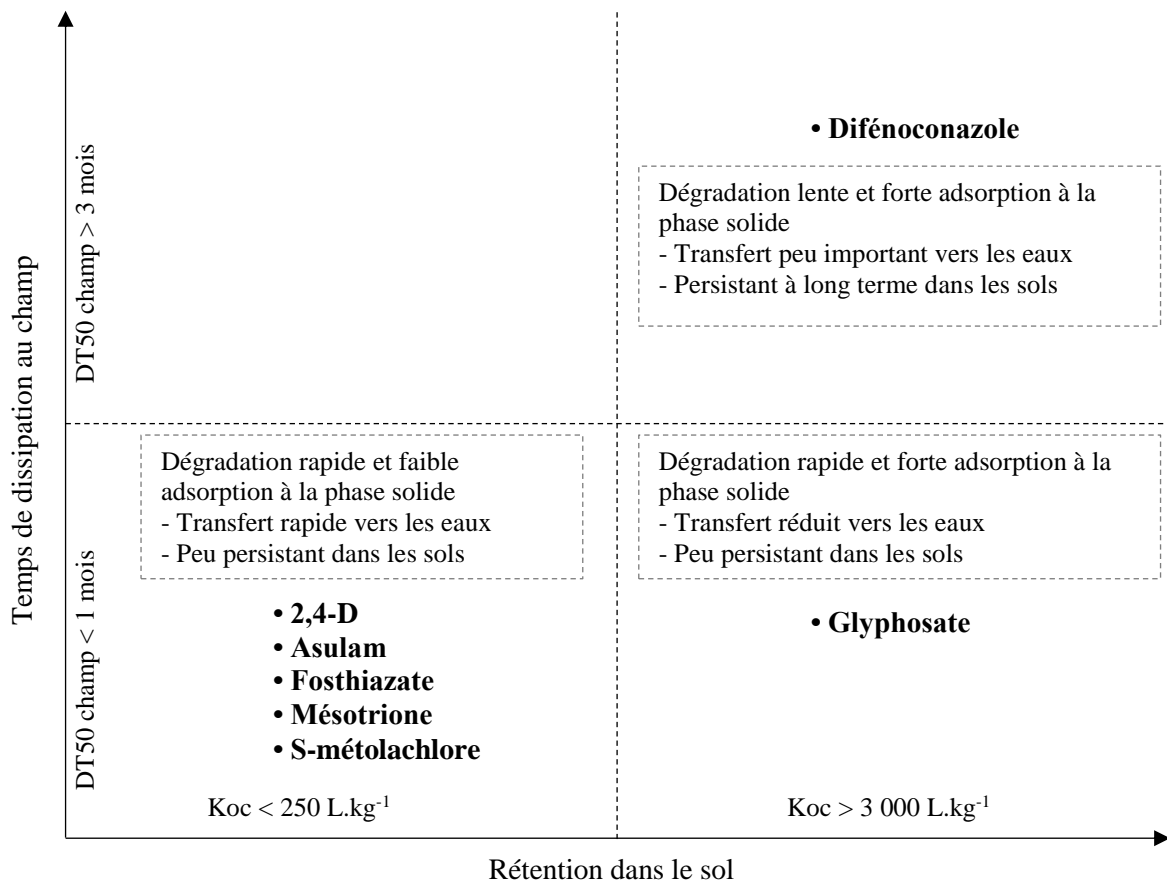 Temps de dissipation au champ
DT50 champ > 3 mois
• Difénoconazole
Dégradation lente et forte adsorption à la
phase solide
- Transfert peu important vers les eaux
- Persistant à long terme dans les sols
DT50 champ < 1 mois
Dégradation rapide et faible
adsorption à la phase solide
- Transfert rapide vers les eaux
- Peu persistant dans les sols
• 2,4-D
• Asulam
• Fosthiazate
• Mésotrione
• S-métolachlore
Dégradation rapide et forte adsorption à la
phase solide
- Transfert réduit vers les eaux
- Peu persistant dans les sols
• Glyphosate
Koc < 250 L.kg⁻¹
Koc > 3 000 L.kg⁻¹
Rétention dans le sol